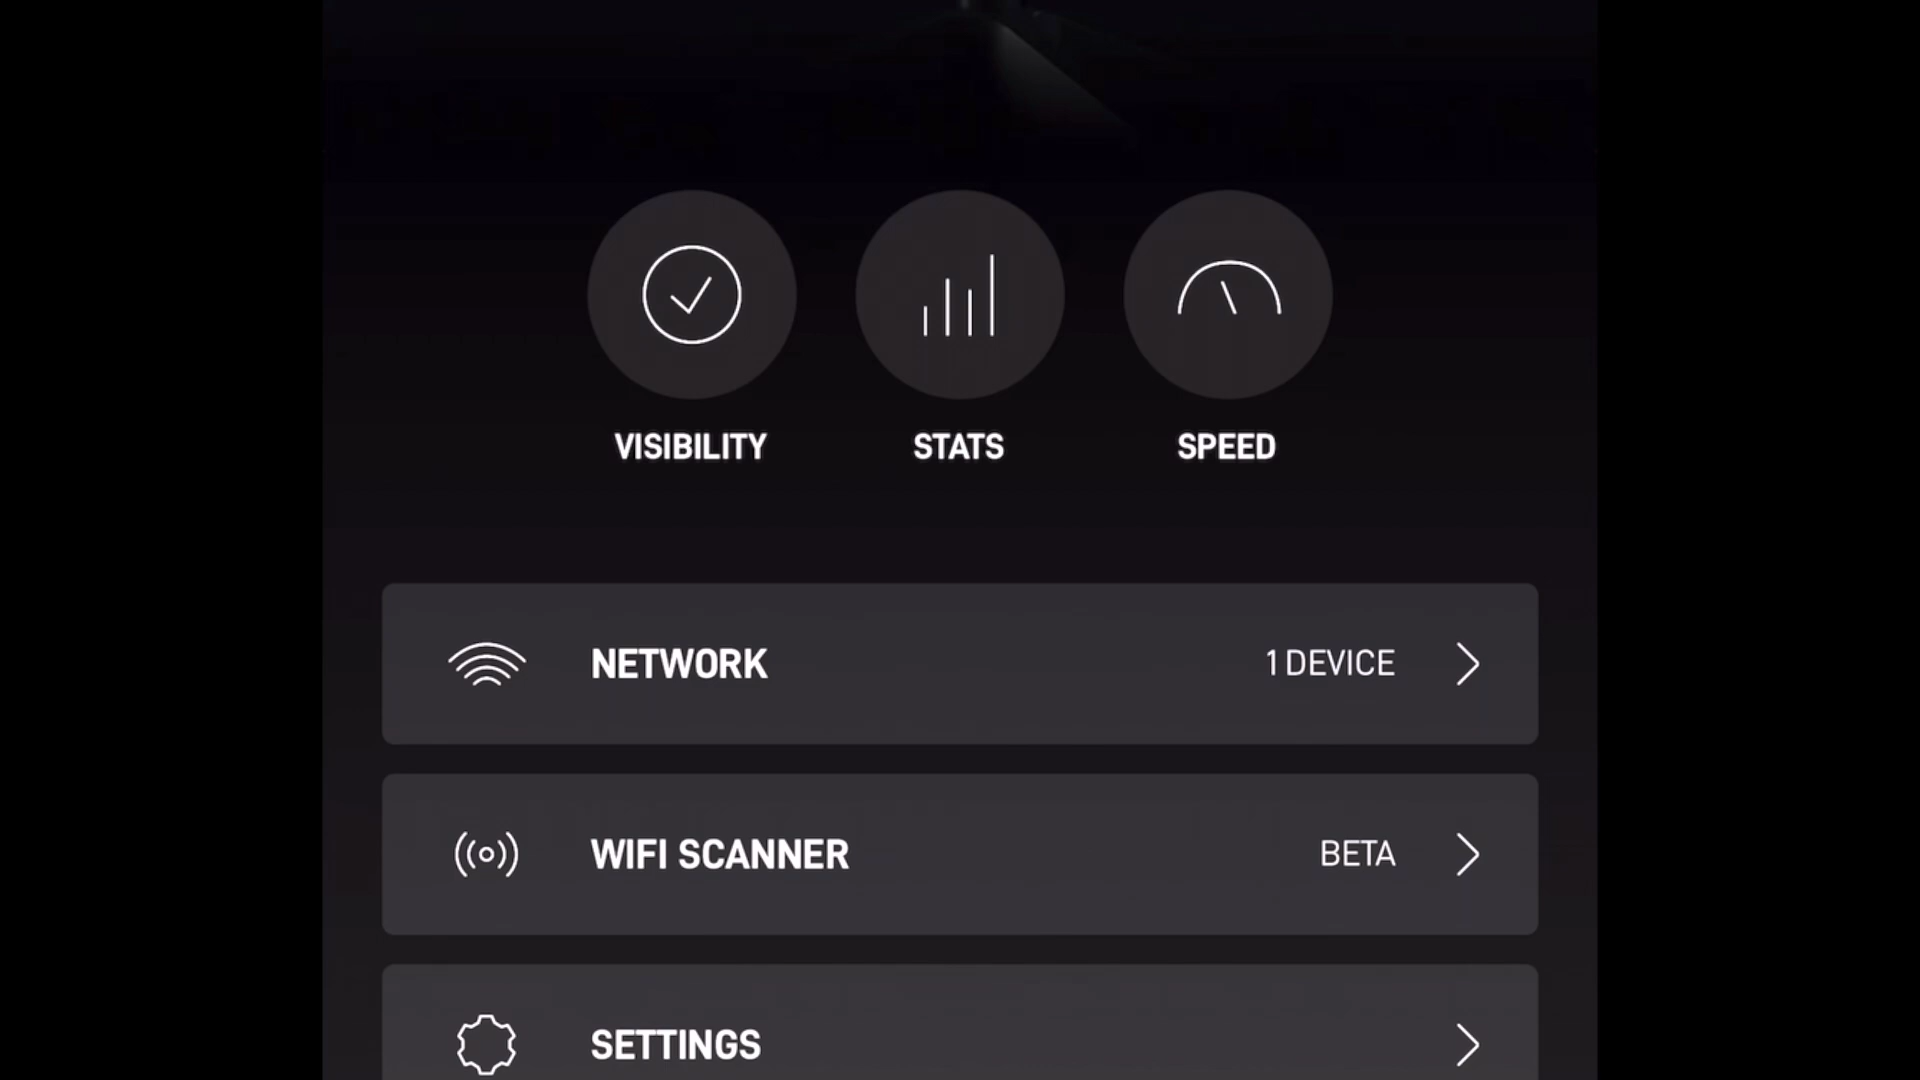 VISIBILITY
STATS
SPEED
NETWORK
1 DEVICE
WIFI SCANNER
BETA
SETTINGS